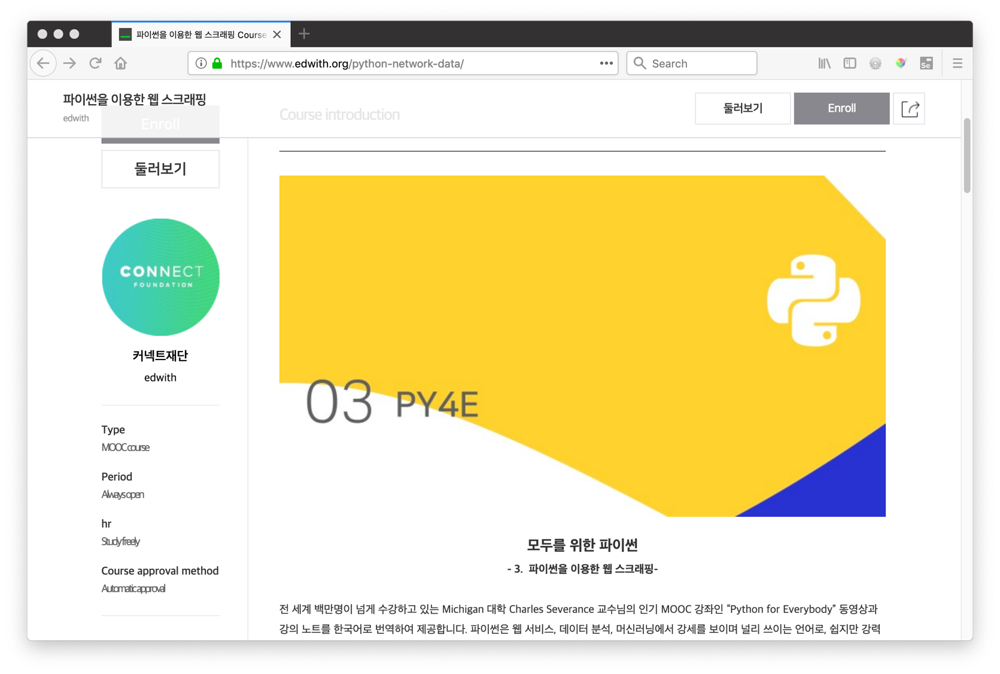 파이썬을 이용한 웹 스크래핑 Course
https://www.edwith.org/python-network-data/
Search
Se
파이썬을 이용한 웹 스크래핑
edwith
Enroll
Course introduction
둘러보기
Enroll
둘러보기
CONNECT
FOUNDATION
커넥트재단
edwith
Type
MOOC course
Period
Always open
hr
Study freely
Course approval method
Automatic approval
03 PY4E
모두를 위한 파이썬
- 3. 파이썬을 이용한 웹 스크래핑-
전 세계 백만명이 넘게 수강하고 있는 Michigan 대학 Charles Severance 교수님의 인기 MOOC 강좌인 “Python for Everybody” 동영상과
강의 노트를 한국어로 번역하여 제공합니다. 파이썬은 웹 서비스, 데이터 분석, 머신러닝에서 강세를 보이며 널리 쓰이는 언어로, 쉽지만 강력